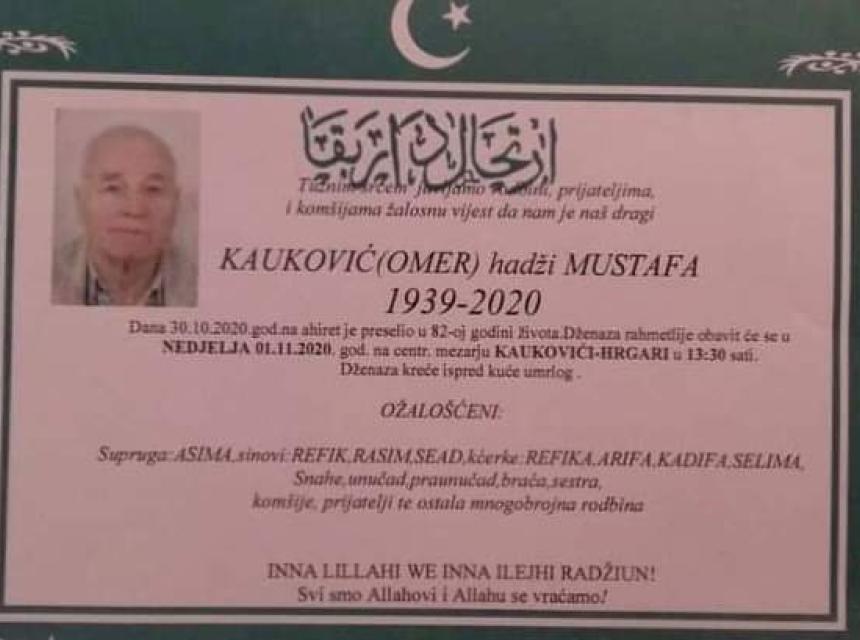 ارتحال دار بقا
Tužnim srcem javljamo rodbini, prijateljima,
i komšijama žalosnu vijest da nam je naš dragi
KAUKOVIĆ(OMER) hadži MUSTAFA
1939-2020
Dana 30.10.2020.god.na ahiret je preselio u 82-oj godini života.Dženaza rahmetlije obavit će se u
NEDJELJA 01.11.2020. god. na centr. mezarju KAUKOVIĆI-HRGARI u 13:30 sati.
Dženaza kreće ispred kuće umrlog .
OŽALOŠĆENI:
Supruga:ASIMA,sinovi:REFIK,RASIM,SEAD,kćerke:REFIKA,ARIFA,KADIFA,SELIMA,
Snahe,unučad,praunučad,braća,sestra,
komšije, prijatelji te ostala mnogobrojna rodbina
INNA LILLAHI WE INNA ILEJHI RADŽIUN!
Svi smo Allahovi i Allahu se vraćamo!